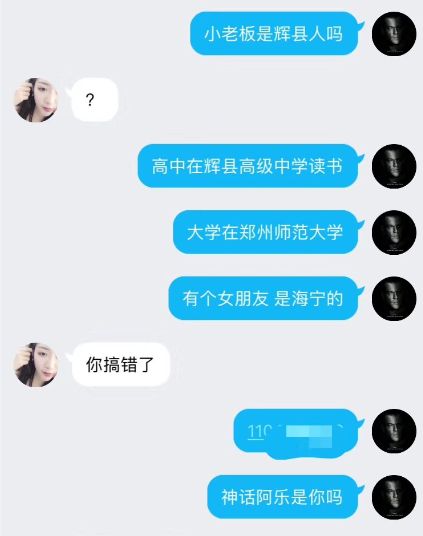 小老板是辉县人吗
?
高中在辉县高级中学读书
大学在郑州师范大学
有个女朋友 是海宁的
你搞错了
神话阿乐是你吗